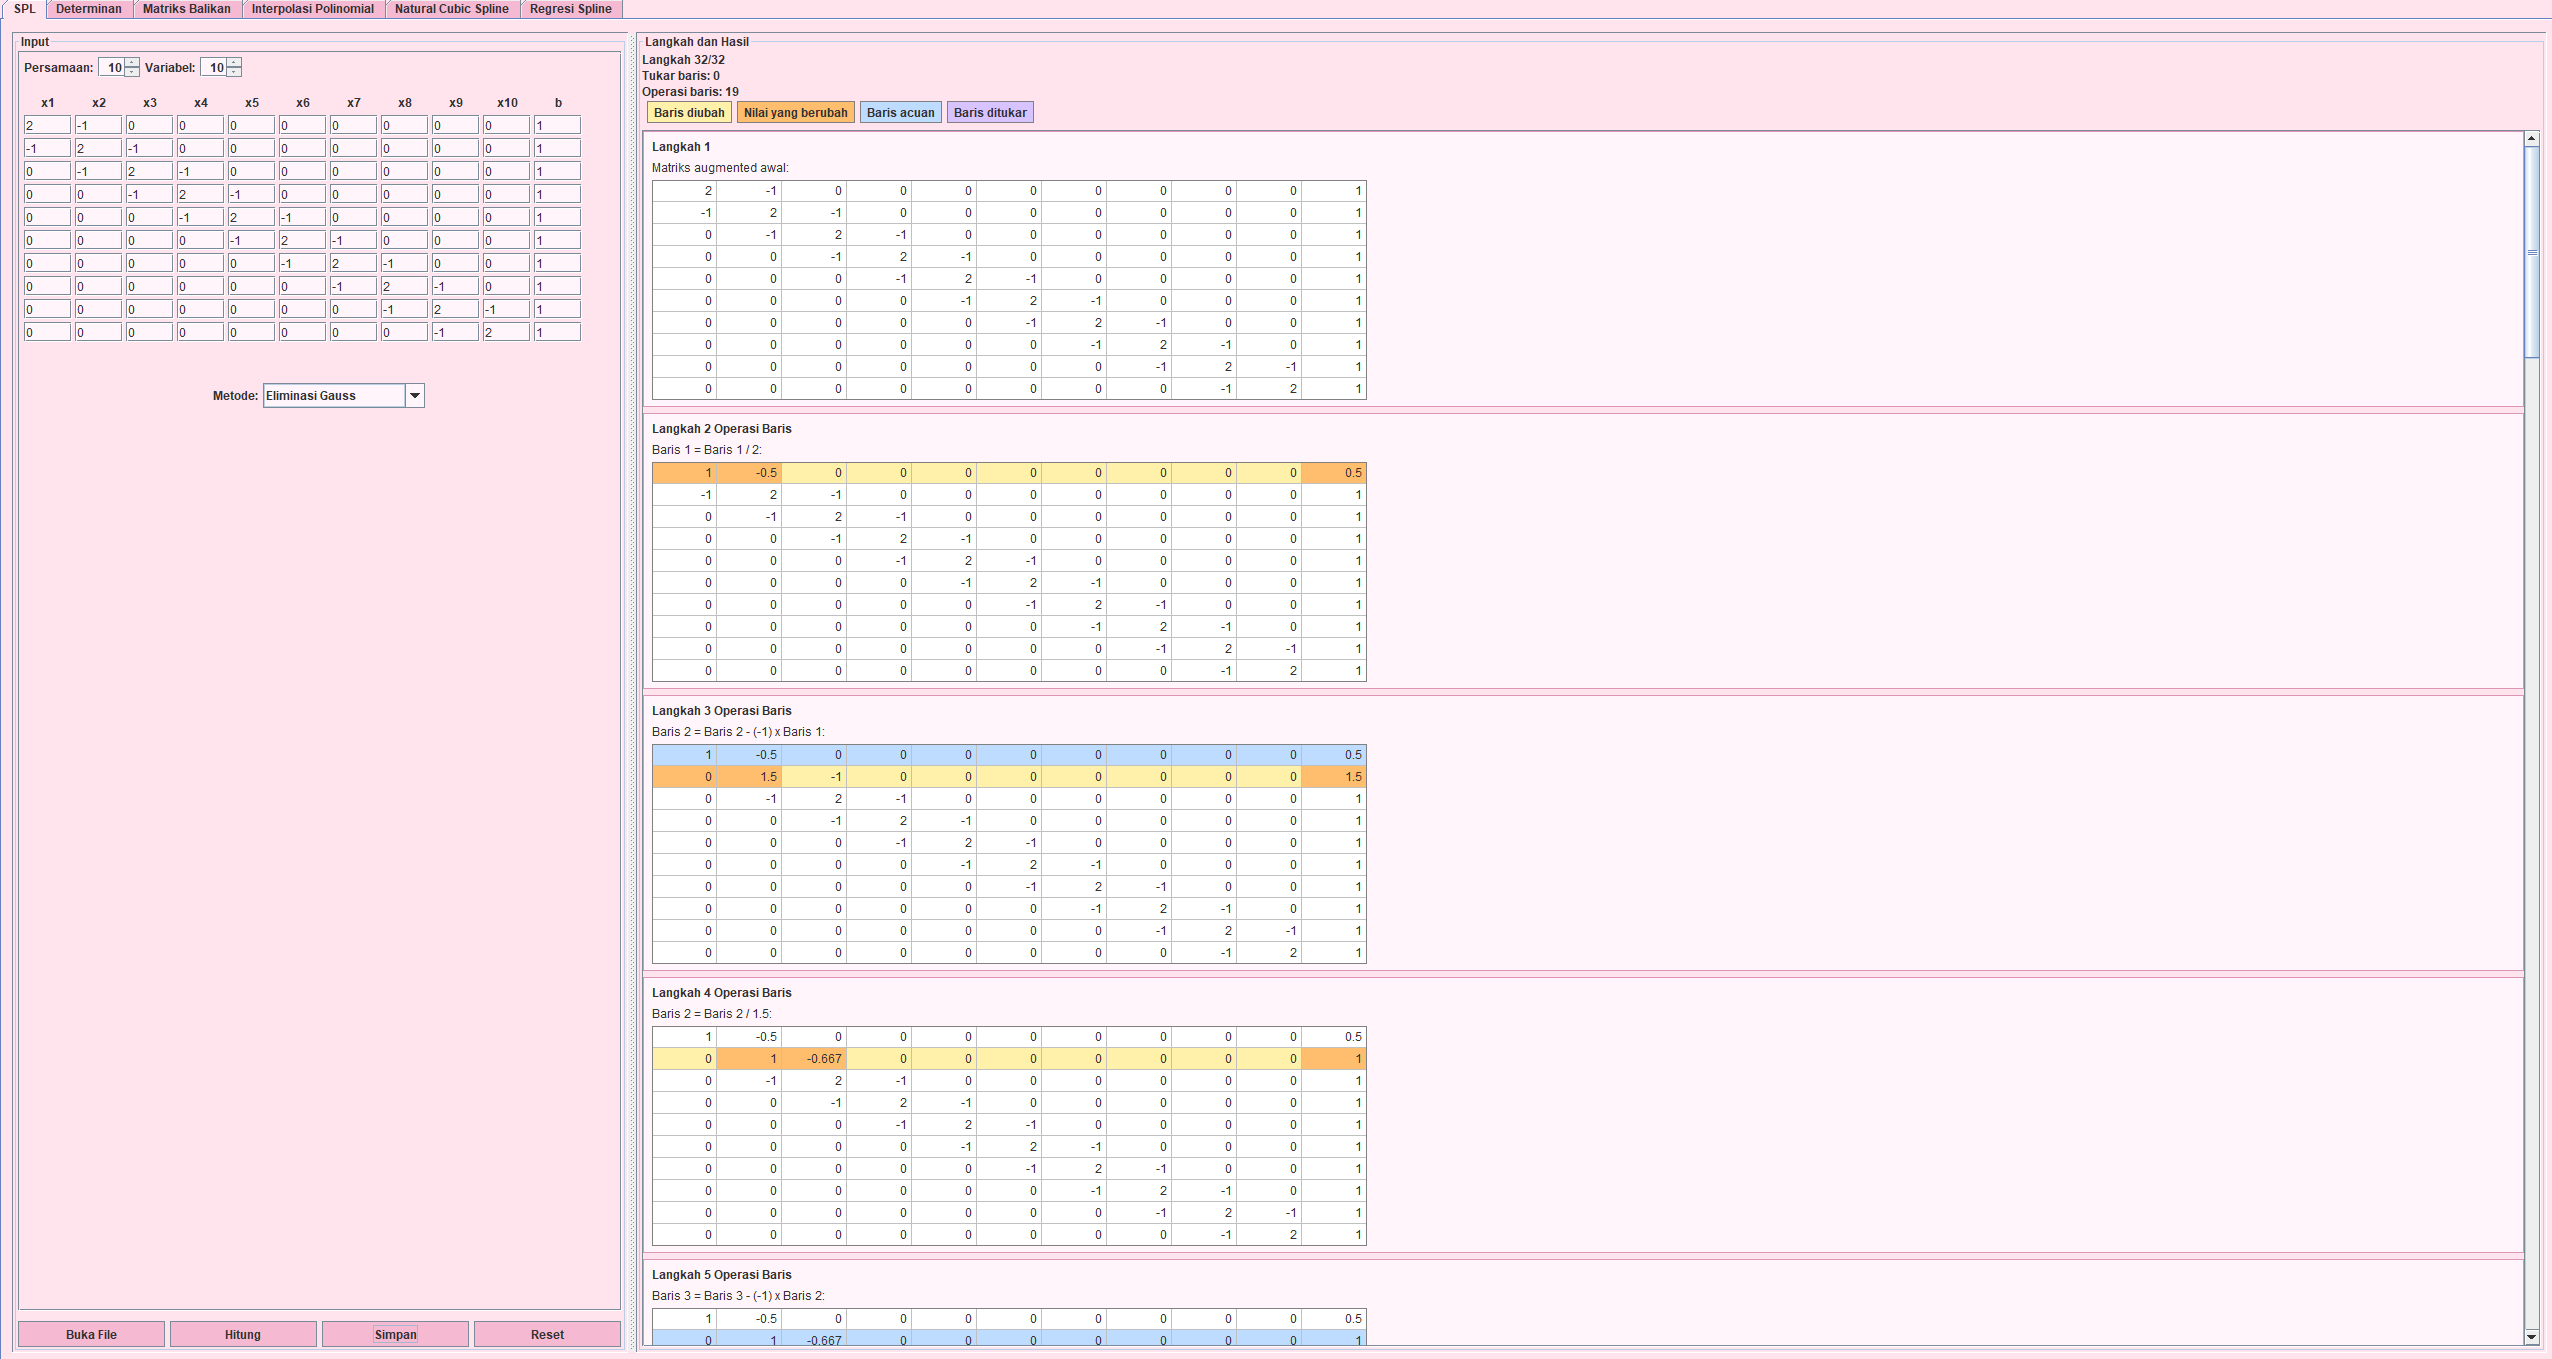 SPL Determinan Matriks Balikan Interpolasi Polinomial Natural Cubic Spline Regresi Spline
Input
Persamaan: 10 Variabel: 10
x1 x2 x3 x4 x5 x6 x7 x8 x9 x10 b
2 -1 0 0 0 0 0 0 0 0 1
-1 2 -1 0 0 0 0 0 0 0 1
0 -1 2 -1 0 0 0 0 0 0 1
0 0 -1 2 -1 0 0 0 0 0 1
0 0 0 -1 2 -1 0 0 0 0 1
0 0 0 0 -1 2 -1 0 0 0 1
0 0 0 0 0 -1 2 -1 0 0 1
0 0 0 0 0 0 -1 2 -1 0 1
0 0 0 0 0 0 0 -1 2 -1 1
0 0 0 0 0 0 0 0 -1 2 1
Metode: Eliminasi Gauss
Buka File Hitung Simpan Reset
Langkah dan Hasil
Langkah 32/32
Tukar baris: 0
Operasi baris: 19
Baris diubah Nilai yang berubah Baris acuan Baris ditukar
Langkah 1
Matriks augmented awal:
2 -1 0 0 0 0 0 0 0 0 1
-1 2 -1 0 0 0 0 0 0 0 1
0 -1 2 -1 0 0 0 0 0 0 1
0 0 -1 2 -1 0 0 0 0 0 1
0 0 0 -1 2 -1 0 0 0 0 1
0 0 0 0 -1 2 -1 0 0 0 1
0 0 0 0 0 -1 2 -1 0 0 1
0 0 0 0 0 0 -1 2 -1 0 1
0 0 0 0 0 0 0 -1 2 -1 1
0 0 0 0 0 0 0 0 -1 2 1
Langkah 2 Operasi Baris
Baris 1 = Baris 1 / 2:
1 -0.5 0 0 0 0 0 0 0 0 0.5
-1 2 -1 0 0 0 0 0 0 0 1
0 -1 2 -1 0 0 0 0 0 0 1
0 0 -1 2 -1 0 0 0 0 0 1
0 0 0 -1 2 -1 0 0 0 0 1
0 0 0 0 -1 2 -1 0 0 0 1
0 0 0 0 0 -1 2 -1 0 0 1
0 0 0 0 0 0 -1 2 -1 0 1
0 0 0 0 0 0 0 -1 2 -1 1
0 0 0 0 0 0 0 0 -1 2 1
Langkah 3 Operasi Baris
Baris 2 = Baris 2 - (-1) x Baris 1:
1 -0.5 0 0 0 0 0 0 0 0 0.5
0 1.5 -1 0 0 0 0 0 0 0 1.5
0 -1 2 -1 0 0 0 0 0 0 1
0 0 -1 2 -1 0 0 0 0 0 1
0 0 0 -1 2 -1 0 0 0 0 1
0 0 0 0 -1 2 -1 0 0 0 1
0 0 0 0 0 -1 2 -1 0 0 1
0 0 0 0 0 0 -1 2 -1 0 1
0 0 0 0 0 0 0 -1 2 -1 1
0 0 0 0 0 0 0 0 -1 2 1
Langkah 4 Operasi Baris
Baris 2 = Baris 2 / 1.5:
1 -0.5 0 0 0 0 0 0 0 0 0.5
0 1 -0.667 0 0 0 0 0 0 0 1
0 -1 2 -1 0 0 0 0 0 0 1
0 0 -1 2 -1 0 0 0 0 0 1
0 0 0 -1 2 -1 0 0 0 0 1
0 0 0 0 -1 2 -1 0 0 0 1
0 0 0 0 0 -1 2 -1 0 0 1
0 0 0 0 0 0 -1 2 -1 0 1
0 0 0 0 0 0 0 -1 2 -1 1
0 0 0 0 0 0 0 0 -1 2 1
Langkah 5 Operasi Baris
Baris 3 = Baris 3 - (-1) x Baris 2:
1 -0.5 0 0 0 0 0 0 0 0 0.5
0 1 -0.667 0 0 0 0 0 0 0 1